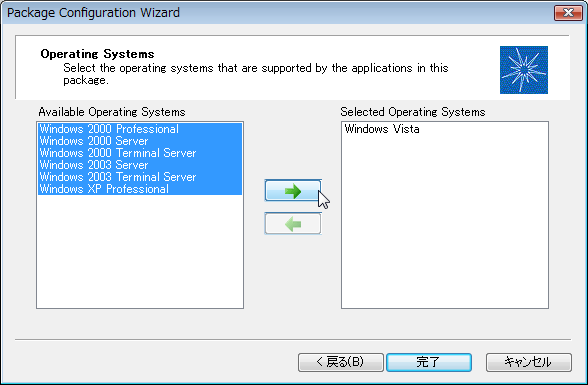 Package Configuration Wizard
Operating Systems
Select the operating systems that are supported by the applications in this
package.
Available Operating Systems
Windows 2000 Professional
Windows 2000 Server
Windows 2000 Terminal Server
Windows 2003 Server
Windows 2003 Terminal Server
Windows XP Professional
Selected Operating Systems
Windows Vista
< 戻る(B)
完了
キャンセル